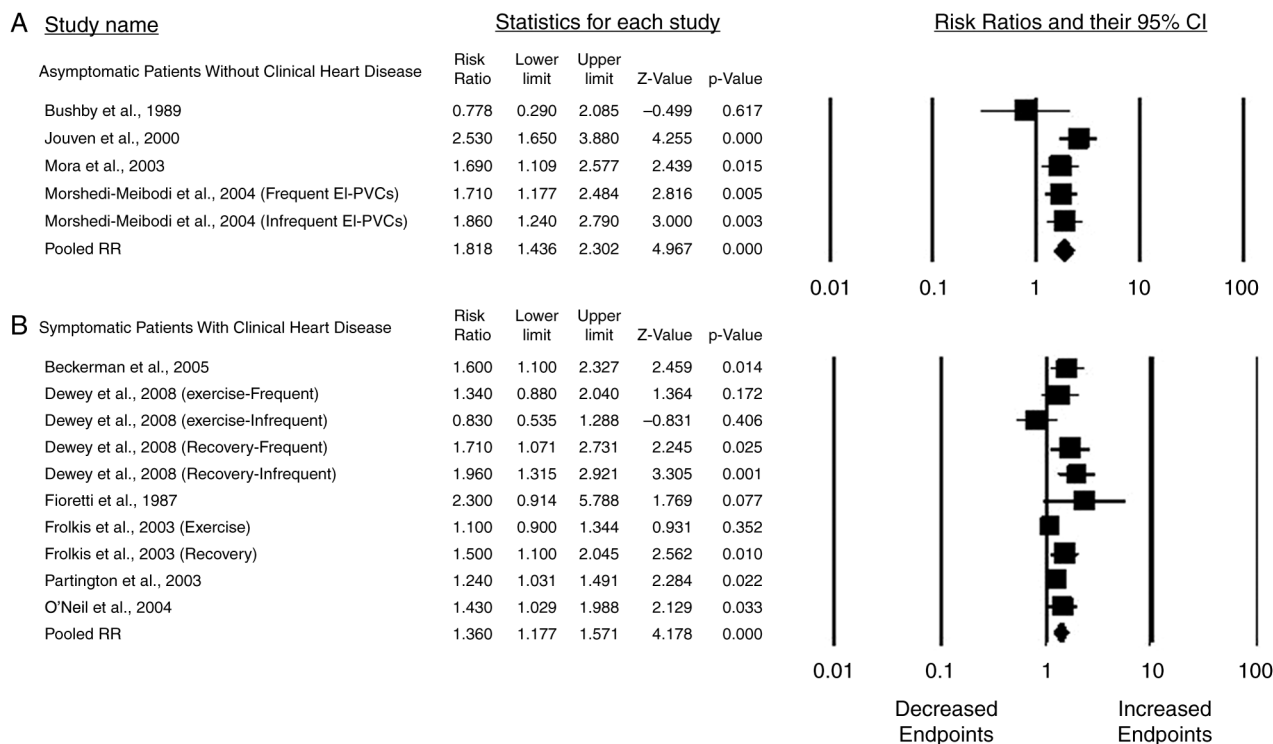 A Study name Statistics for each study Risk Ratios and their 95% CI
Asymptomatic Patients Without Clinical Heart Disease Risk Ratio Lower limit Upper limit Z-Value p-Value
Bushby et al., 1989 0.778 0.290 2.085 –0.499 0.617
Jouven et al., 2000 2.530 1.650 3.880 4.255 0.000
Mora et al., 2003 1.690 1.109 2.577 2.439 0.015
Morshedi-Meibodi et al., 2004 (Frequent EI-PVCs) 1.710 1.177 2.484 2.816 0.005
Morshedi-Meibodi et al., 2004 (Infrequent EI-PVCs) 1.860 1.240 2.790 3.000 0.003
Pooled RR 1.818 1.436 2.302 4.967 0.000
0.01 0.1 1 10 100
B Symptomatic Patients With Clinical Heart Disease Risk Ratio Lower limit Upper limit Z-Value p-Value
Beckerman et al., 2005 1.600 1.100 2.327 2.459 0.014
Dewey et al., 2008 (exercise-Frequent) 1.340 0.880 2.040 1.364 0.172
Dewey et al., 2008 (exercise-Infrequent) 0.830 0.535 1.288 –0.831 0.406
Dewey et al., 2008 (Recovery-Frequent) 1.710 1.071 2.731 2.245 0.025
Dewey et al., 2008 (Recovery-Infrequent) 1.960 1.315 2.921 3.305 0.001
Fioretti et al., 1987 2.300 0.914 5.788 1.769 0.077
Frolkis et al., 2003 (Exercise) 1.100 0.900 1.344 0.931 0.352
Frolkis et al., 2003 (Recovery) 1.500 1.100 2.045 2.562 0.010
Partington et al., 2003 1.240 1.031 1.491 2.284 0.022
O'Neil et al., 2004 1.430 1.029 1.988 2.129 0.033
Pooled RR 1.360 1.177 1.571 4.178 0.000
0.01 0.1 1 10 100
Decreased Endpoints Increased Endpoints